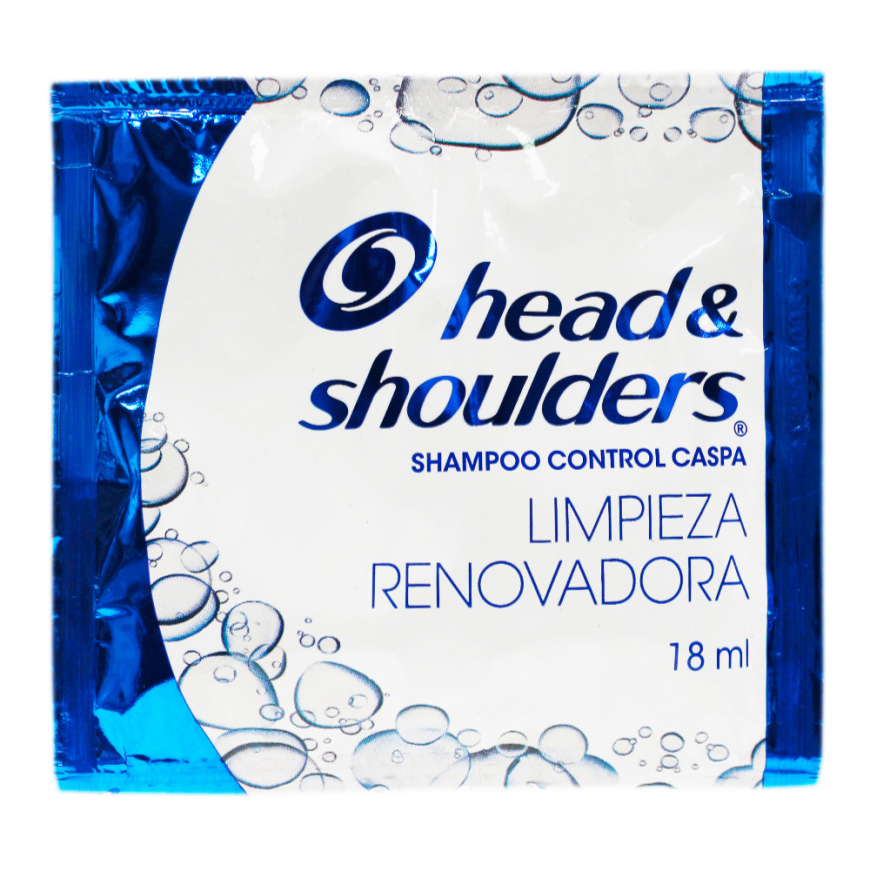 head &
shoulders®
SHAMPOO CONTROL CASPA
LIMPIEZA
RENOVADORA
18 ml